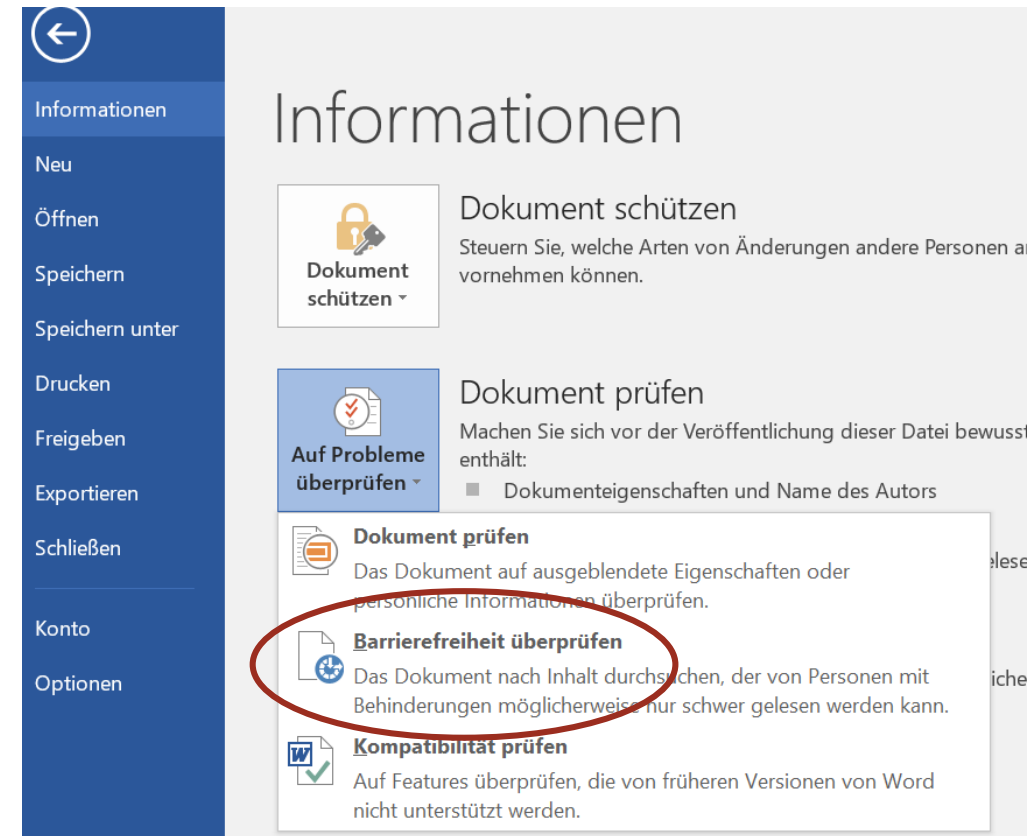 Informationen
Neu
Öffnen
Speichern
Speichern unter
Drucken
Freigeben
Exportieren
Schließen
Konto
Optionen
Informationen
Dokument schützen
Dokument schützen
Steuern Sie, welche Arten von Änderungen andere Personen
vornehmen können.
Auf Probleme
überprüfen
Dokument prüfen
Machen Sie sich vor der Veröffentlichung dieser Datei bewusst
enthält:
Dokumenteigenschaften und Name des Autors
Dokument prüfen
Das Dokument auf ausgeblendete Eigenschaften oder
persönliche Informationen überprüfen.
Barrierefreiheit überprüfen
Das Dokument nach Inhalt durchsuchen, der von Personen mit
Behinderungen möglicherweise nur schwer gelesen werden kann.
Kompatibilität prüfen
Auf Features überprüfen, die von früheren Versionen von Word
nicht unterstützt werden.